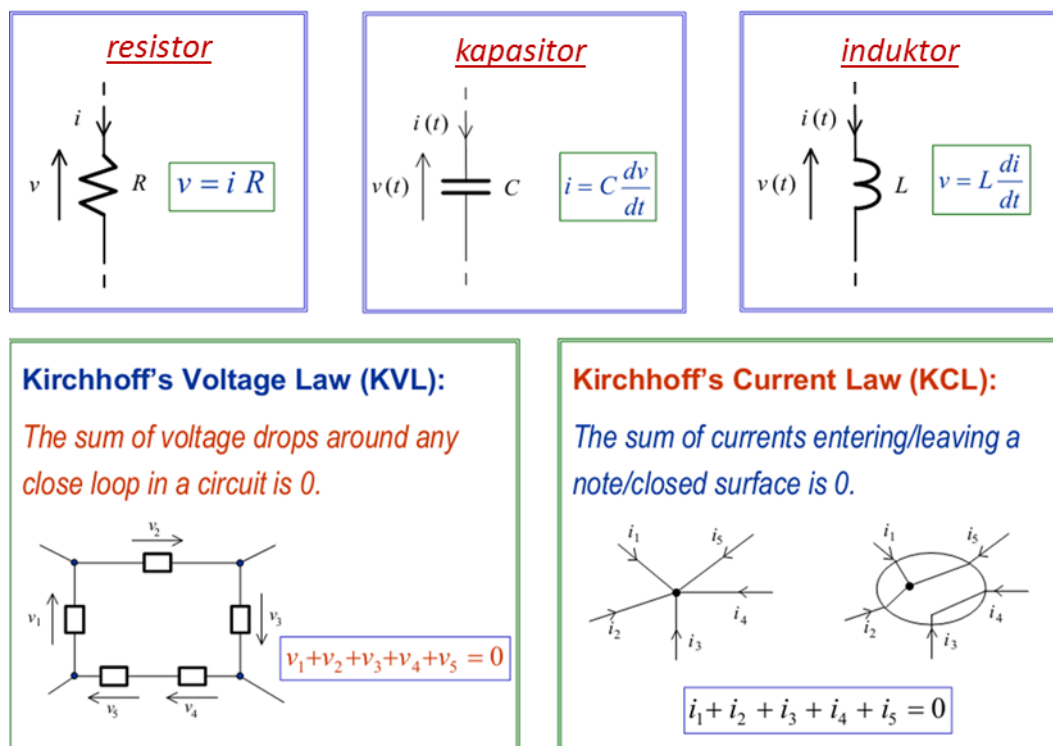 resistor
i
v
R
v = i R
kapasitor
i(t)
v(t)
C
i = C dv/dt
induktor
i(t)
v(t)
L
v = L di/dt
Kirchhoff's Voltage Law (KVL):
The sum of voltage drops around any
close loop in a circuit is 0.
v₂
v₁
v₃
v₅
v₄
v₁+v₂+v₃+v₄+v₅ = 0
Kirchhoff's Current Law (KCL):
The sum of currents entering/leaving a
note/closed surface is 0.
i₁
i₅
i₂
i₄
i₃
i₁
i₅
i₂
i₄
i₃
i₁+ i₂ + i₃ + i₄ + i₅ = 0